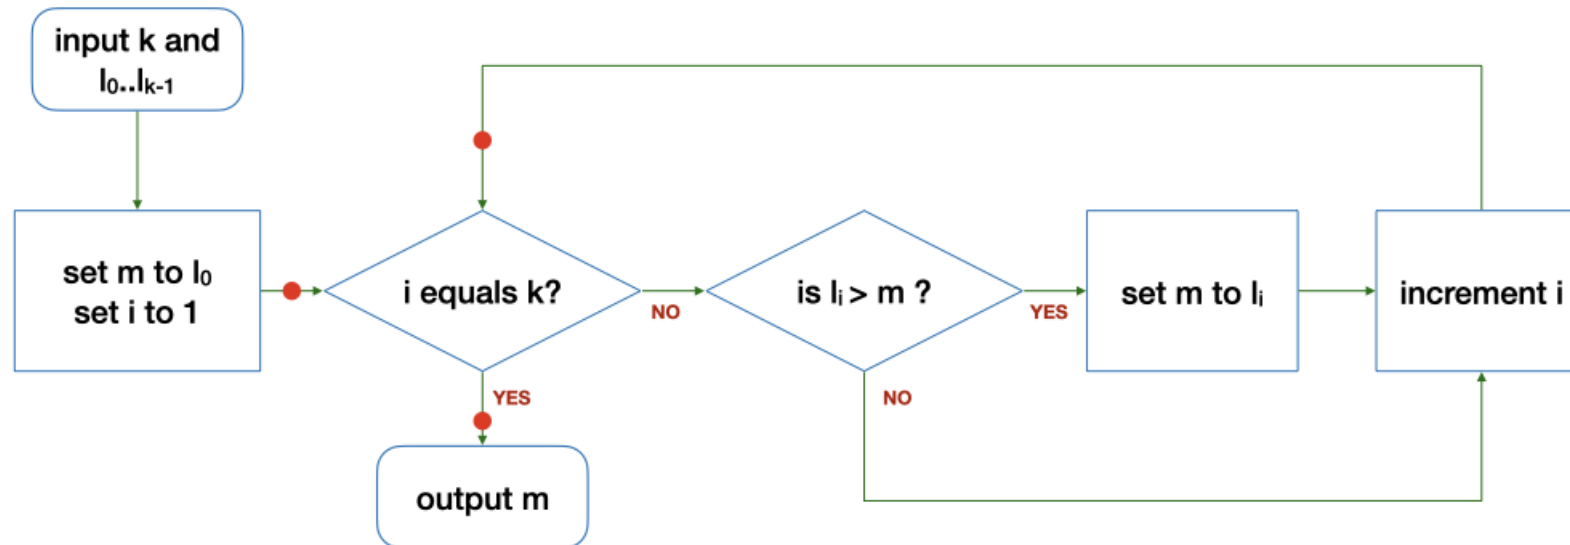 input k and
l₀..lₖ₋₁
set m to l₀
set i to 1
i equals k?
NO
YES
output m
is lᵢ > m ?
YES
NO
set m to lᵢ
increment i